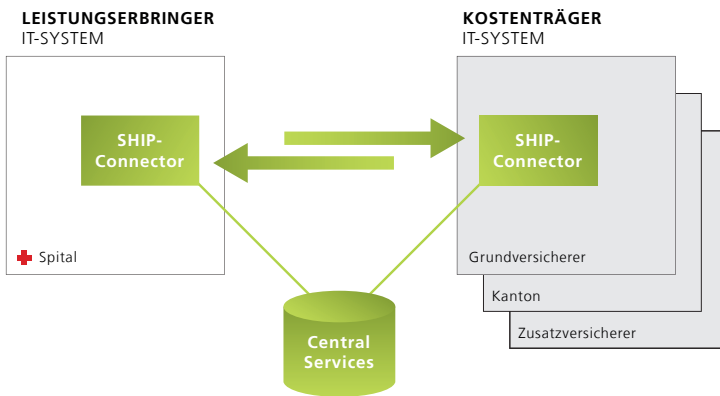 LEISTUNGSERBRINGER
IT-SYSTEM
KOSTENTRÄGER
IT-SYSTEM
SHIP-
Connector
SHIP-
Connector
Spital
Grundversicherer
Kanton
Zusatzversicherer
Central
Services